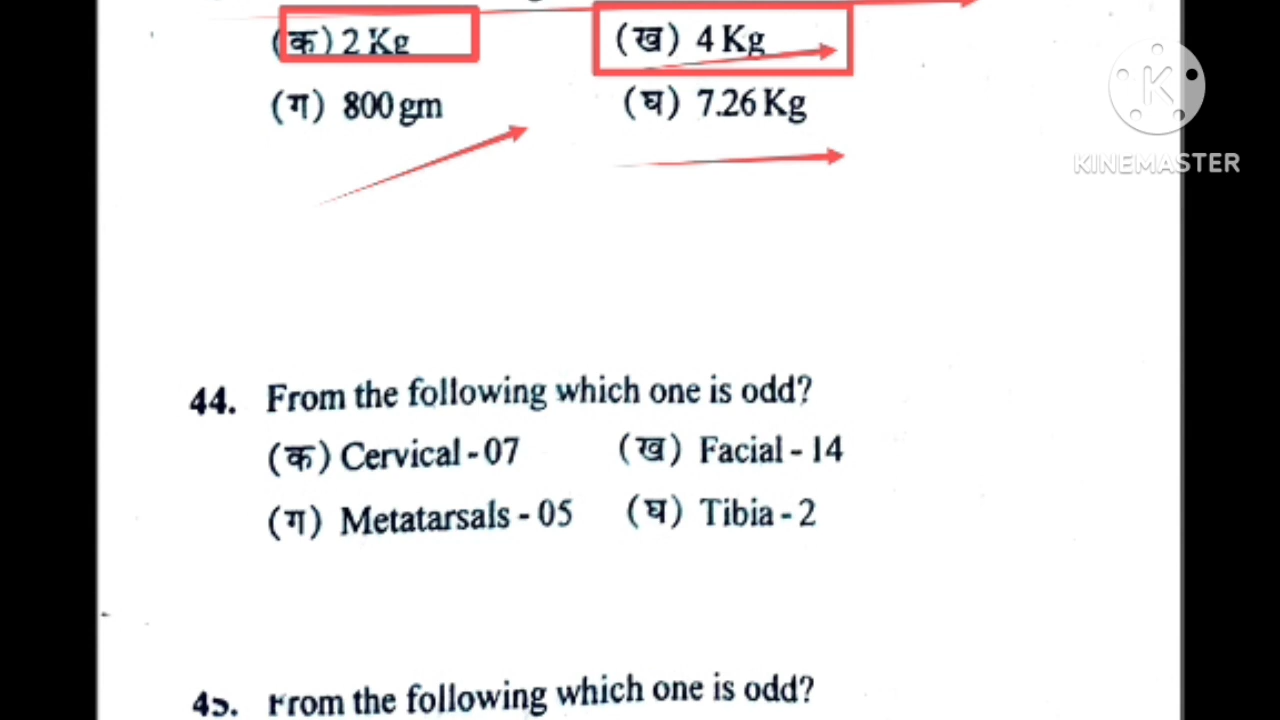 (क) 2 Kg (ख) 4 Kg
(ग) 800 gm (घ) 7.26 Kg
K
KINEMASTER
44. From the following which one is odd?
(क) Cervical - 07 (ख) Facial - 14
(ग) Metatarsals - 05 (घ) Tibia - 2
45. From the following which one is odd?